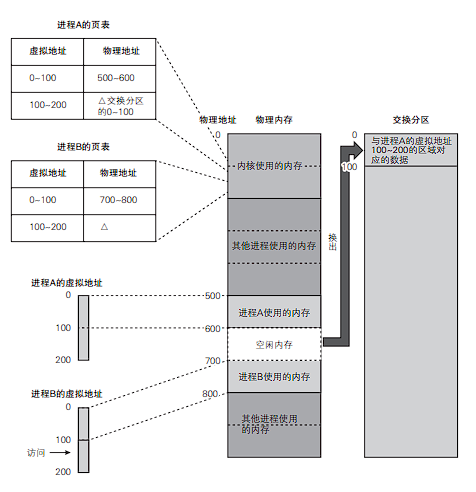 进程A的页表
虚拟地址 物理地址
0~100 500~600
100~200 △交换分区
的0~100
进程B的页表
虚拟地址 物理地址
0~100 700~800
100~200 △
进程A的虚拟地址
0
100
200
进程B的虚拟地址
0
100
访问
200
物理地址 物理内存
0
内核使用的内存
其他进程使用的内存
500
进程A使用的内存
600
空闲内存
700
进程B使用的内存
800
其他进程使用
的内存
换出
交换分区
0
与进程A的虚拟地址
100~200的区域对
应的数据
100